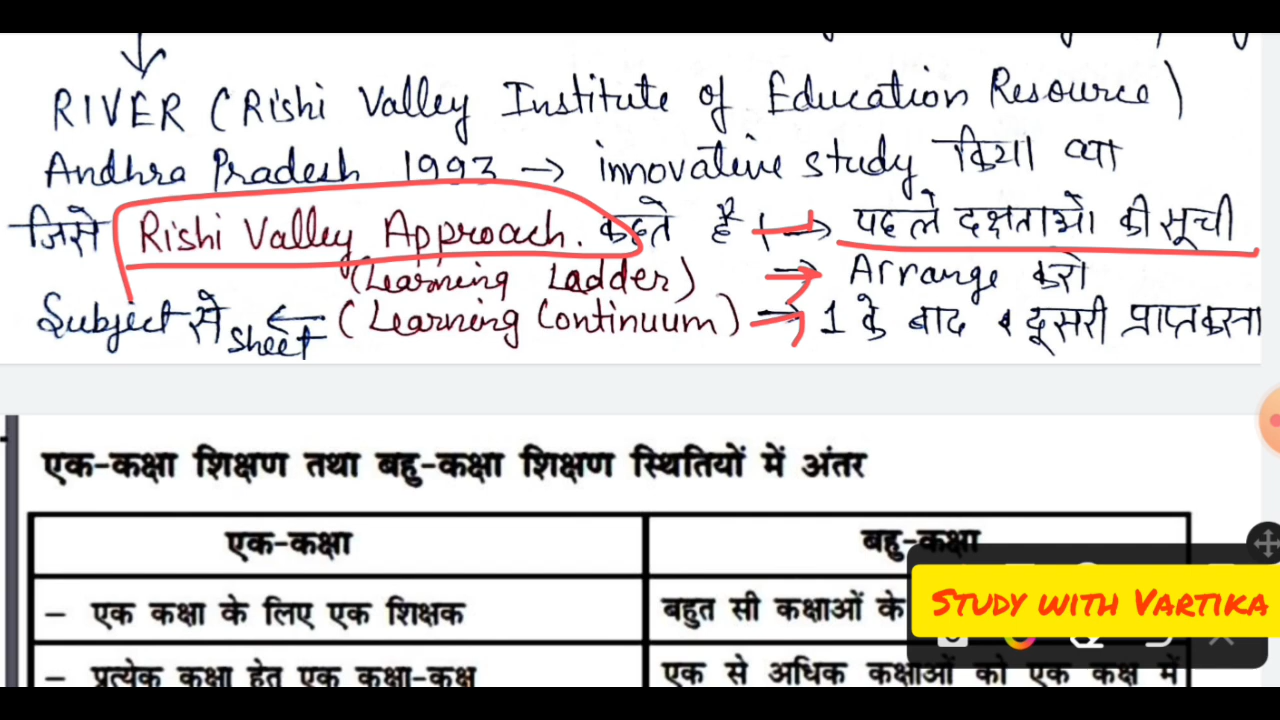 RIVER (Rishi Valley Institute of Education Resource)
Andhra Pradesh 1993 → innovative study किया था
जिसे Rishi Valley Approach. कहते हैं । → पहले दक्षताओं की सूची
(Learning Ladder) → Arrange करो
Subject से sheet ← (Learning Continuum) → 1 के बाद दूसरी प्राप्त करना
एक-कक्षा शिक्षण तथा बहु-कक्षा शिक्षण स्थितियों में अंतर
एक-कक्षा बहु-कक्षा
– एक कक्षा के लिए एक शिक्षक बहुत सी कक्षाओं के
– प्रत्येक कक्षा हेतु एक कक्षा-कक्ष एक से अधिक कक्षाओं को एक कक्ष में
STUDY WITH VARTIKA